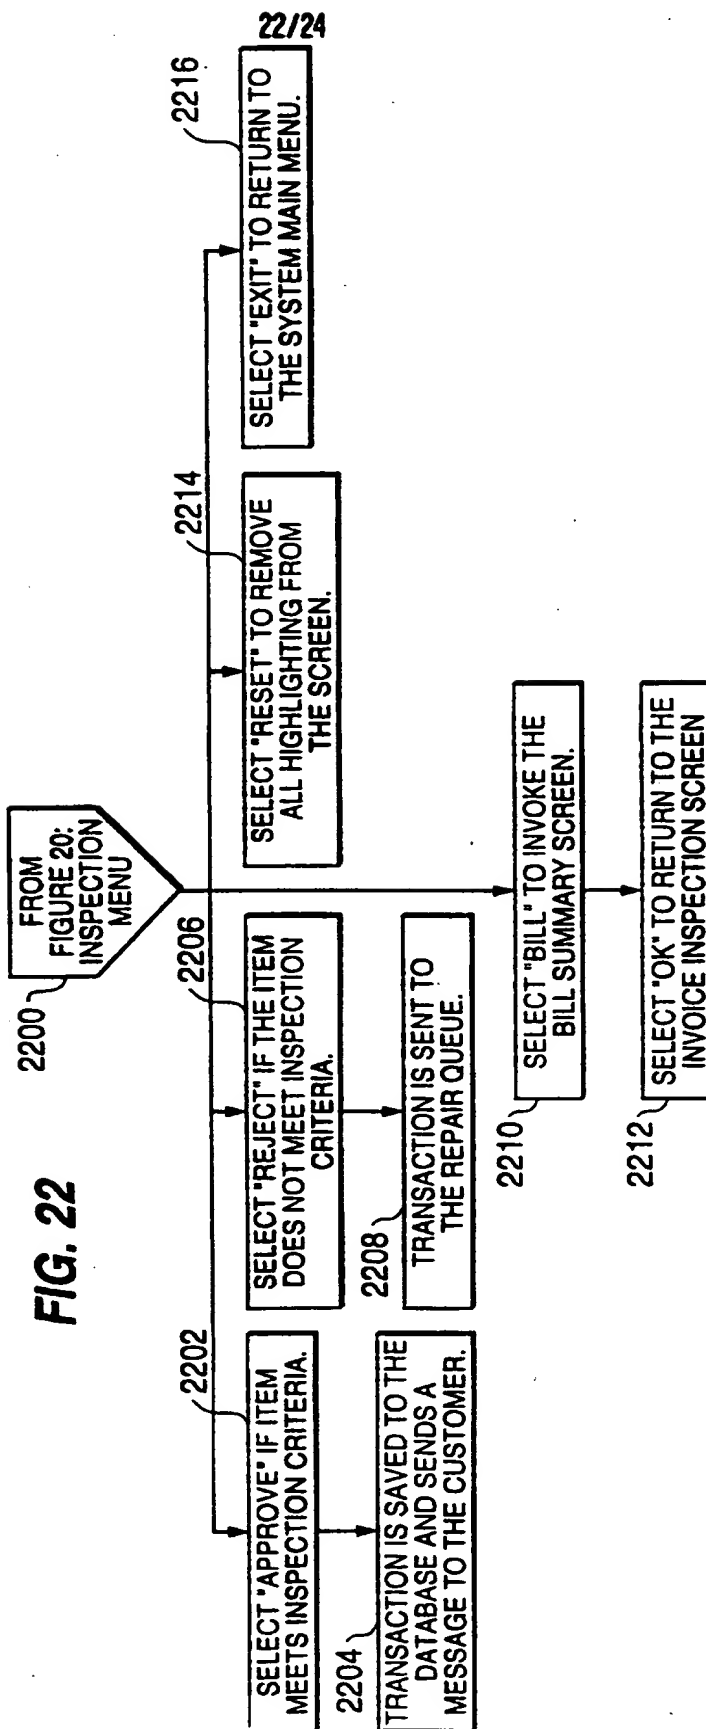 22/24
FIG. 22
FROM
FIGURE 20:
INSPECTION
MENU
2200
2202
SELECT "APPROVE" IF ITEM
MEETS INSPECTION CRITERIA.
2204
TRANSACTION IS SAVED TO THE
DATABASE AND SENDS A
MESSAGE TO THE CUSTOMER.
2206
SELECT "REJECT" IF THE ITEM
DOES NOT MEET INSPECTION
CRITERIA.
2208
TRANSACTION IS SENT TO
THE REPAIR QUEUE.
2210
SELECT "BILL" TO INVOKE THE
BILL SUMMARY SCREEN.
2212
SELECT "OK" TO RETURN TO THE
INVOICE INSPECTION SCREEN
2214
SELECT "RESET" TO REMOVE
ALL HIGHLIGHTING FROM
THE SCREEN.
2216
SELECT "EXIT" TO RETURN TO
THE SYSTEM MAIN MENU.